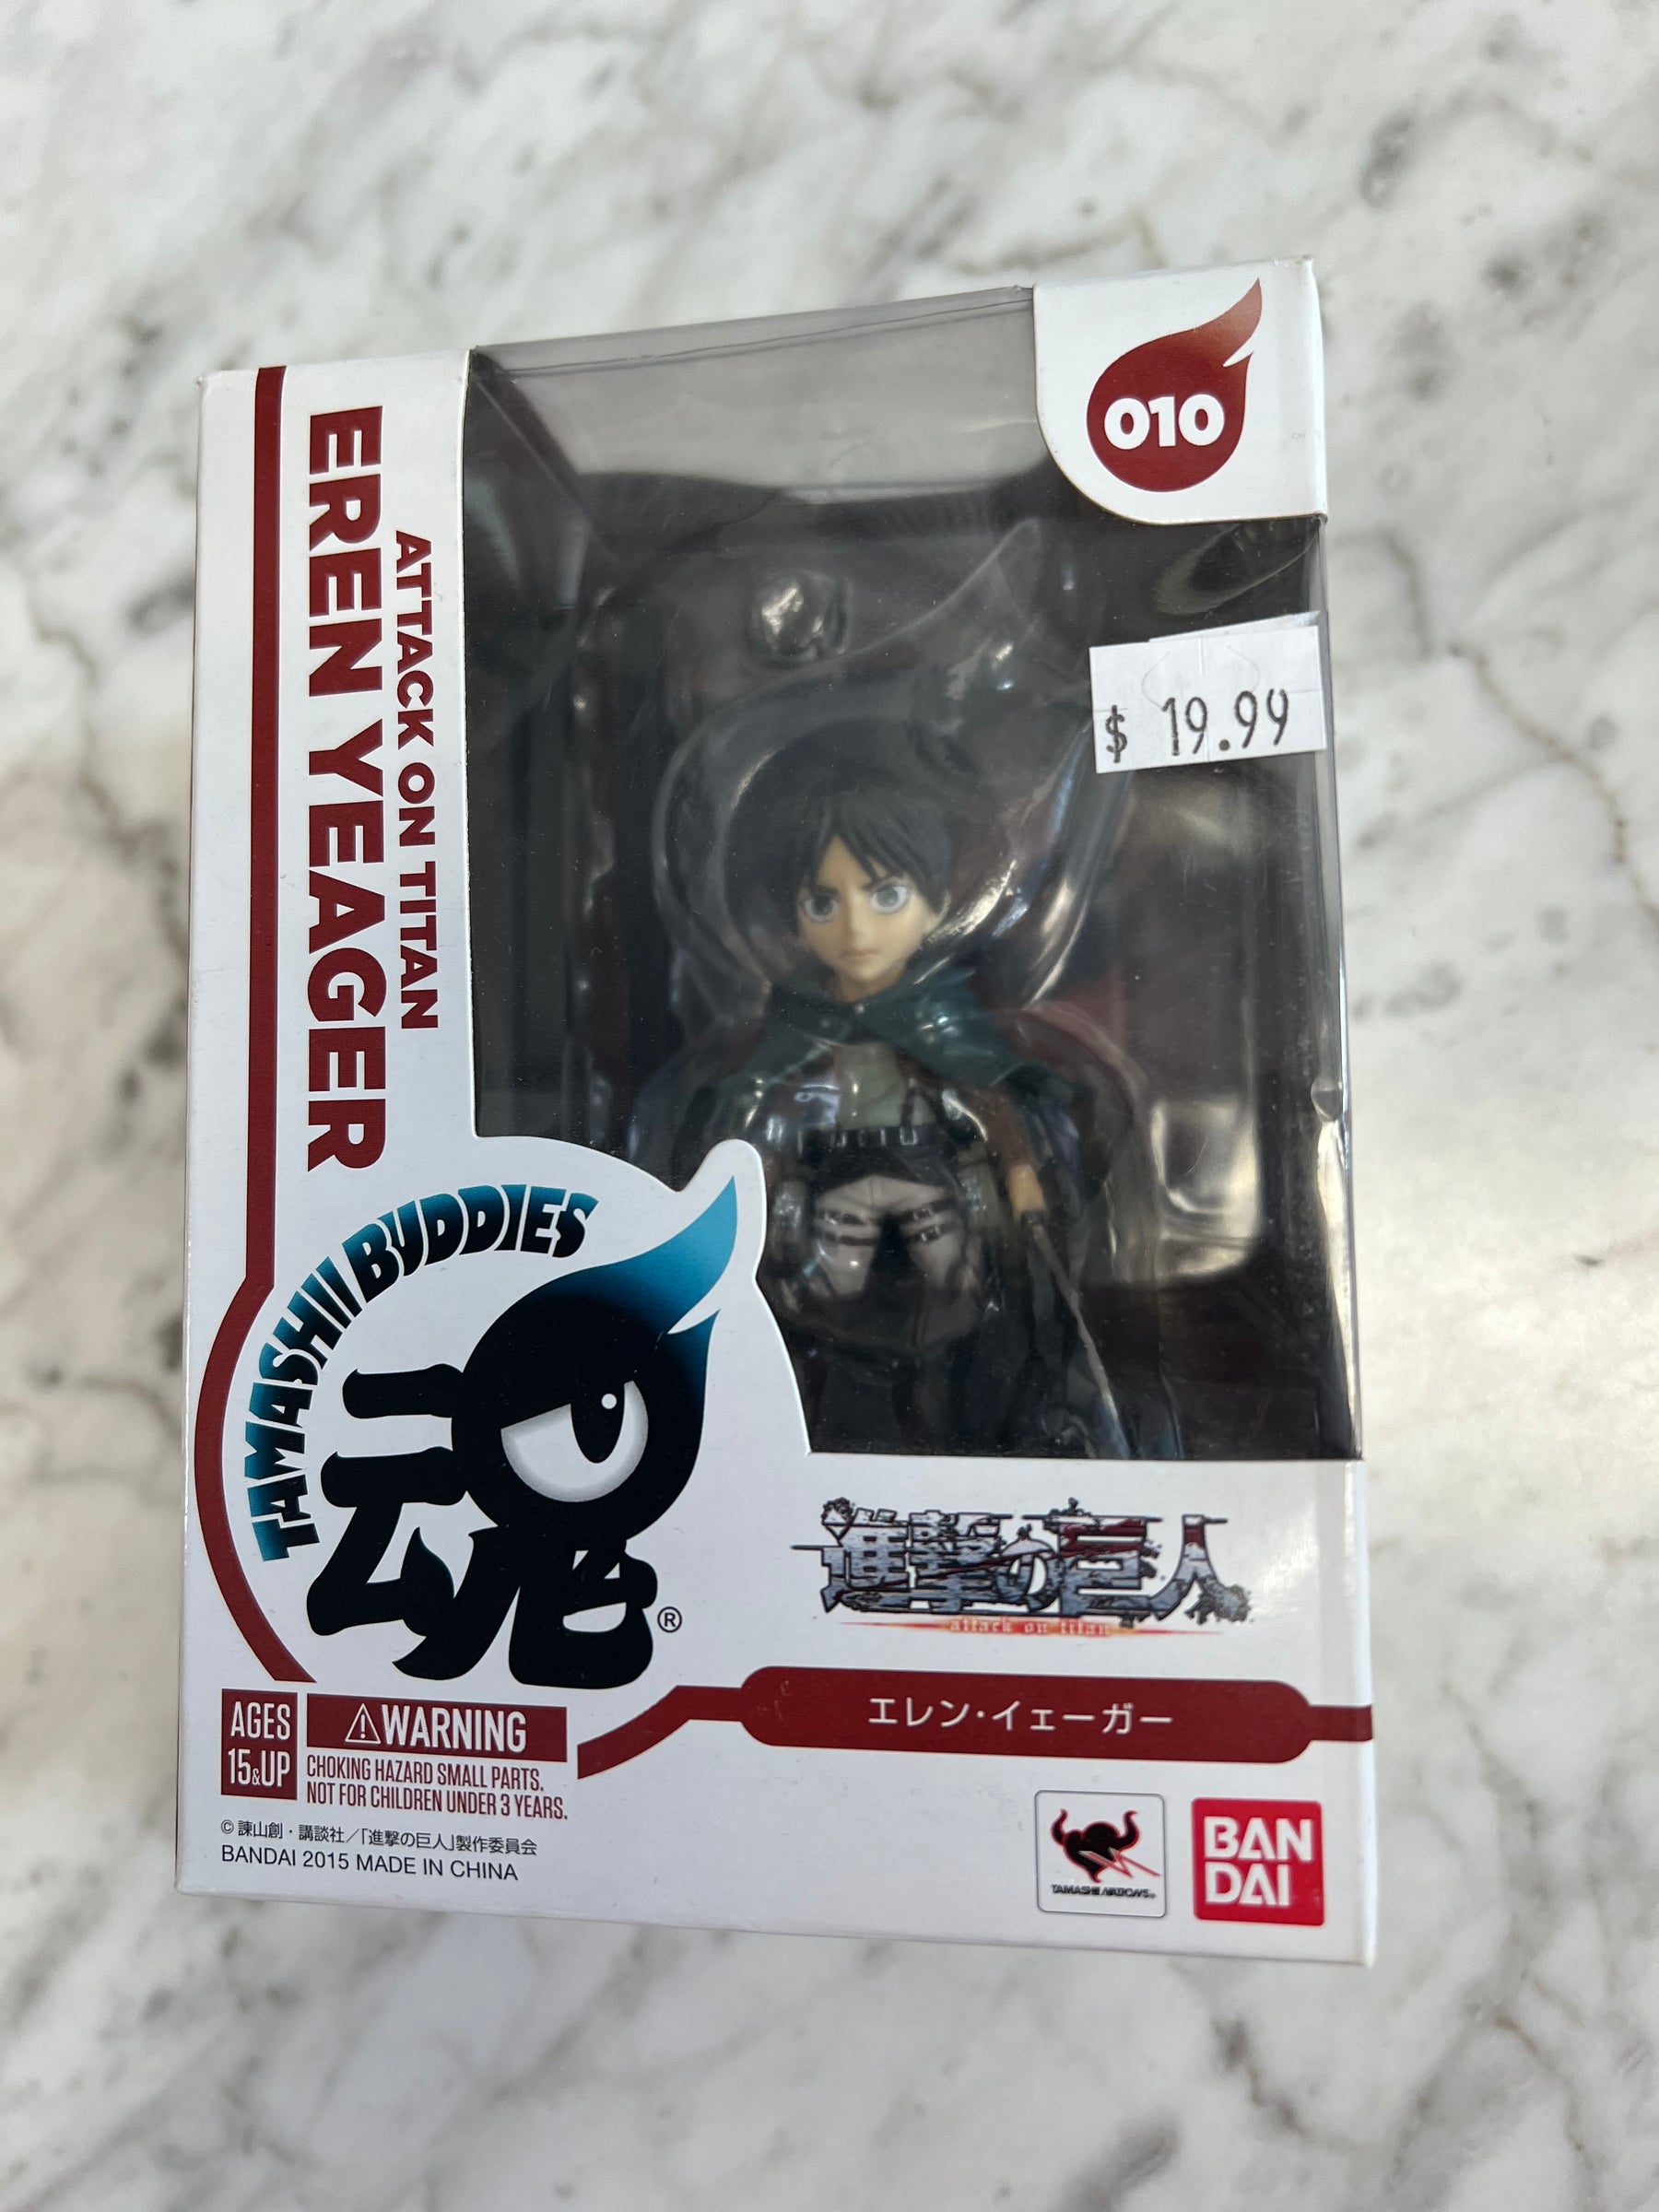 010
ATTACK ON TITAN
EREN YEAGER
$ 19.99
TAMASHII BUDDIES
魂
®
進撃の巨人
attack on titan
エレン・イェーガー
AGES
15&UP
⚠WARNING
CHOKING HAZARD SMALL PARTS.
NOT FOR CHILDREN UNDER 3 YEARS.
© 諫山創・講談社／「進撃の巨人」製作委員会
BANDAI 2015 MADE IN CHINA
TAMASHII NATIONS
BAN
DAI